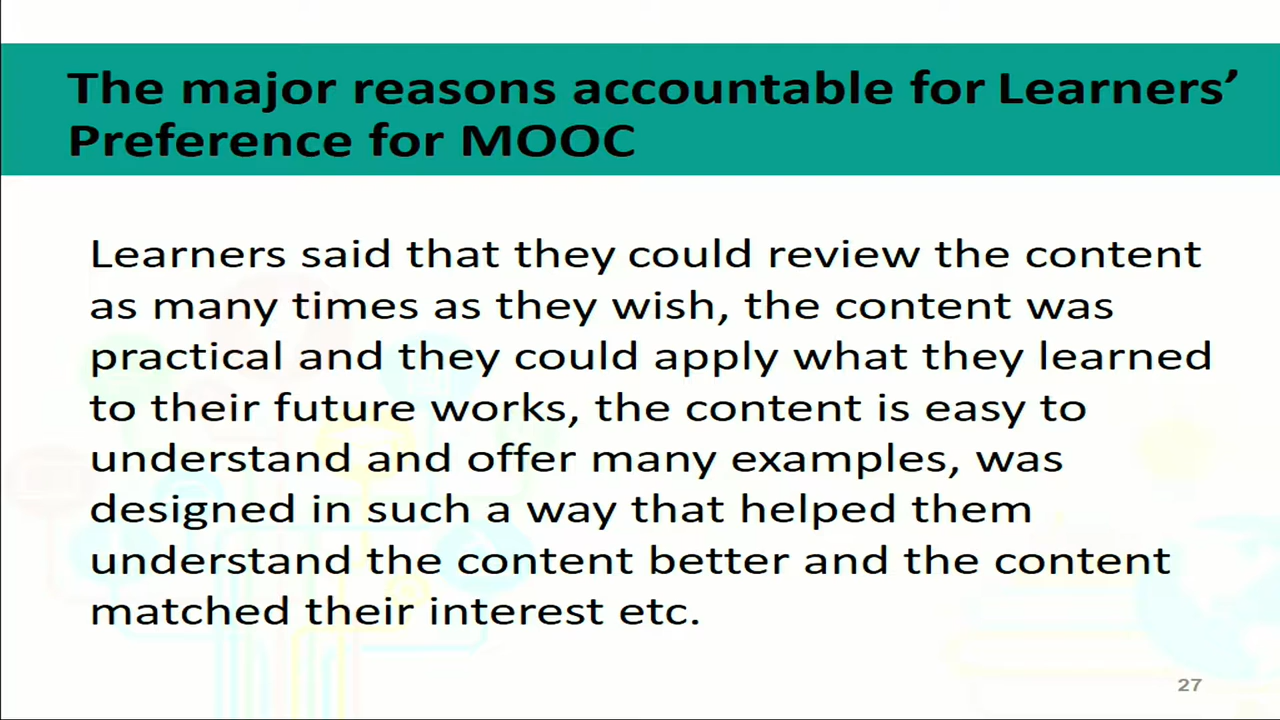 The major reasons accountable for Learners’
Preference for MOOC
Learners said that they could review the content
as many times as they wish, the content was
practical and they could apply what they learned
to their future works, the content is easy to
understand and offer many examples, was
designed in such a way that helped them
understand the content better and the content
matched their interest etc.
27